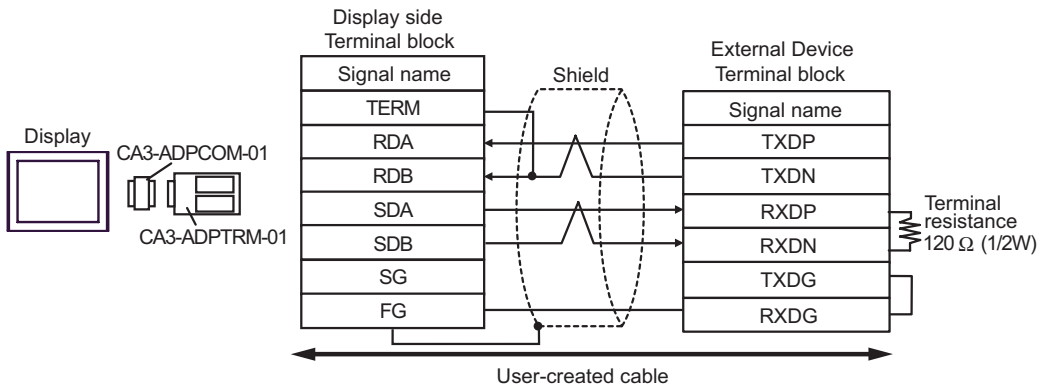 Display side
Terminal block
Signal name
TERM
RDA
RDB
SDA
SDB
SG
FG
Shield
External Device
Terminal block
Signal name
TXDP
TXDN
RXDP
RXDN
TXDG
RXDG
Display
CA3-ADPCOM-01
CA3-ADPTRM-01
Terminal
resistance
120 Ω (1/2W)
User-created cable